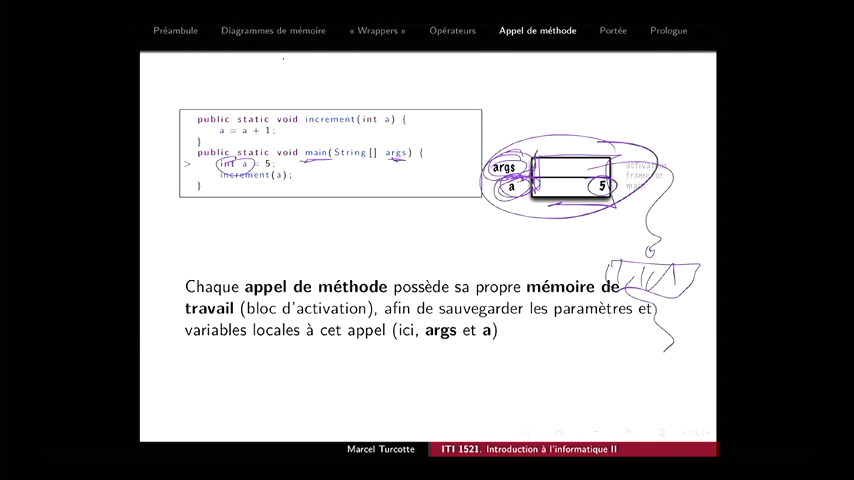 Préambule Diagrammes de mémoire « Wrappers » Opérateurs Appel de méthode Portée Prologue
public static void increment(int a) {
a = a + 1;
}
public static void main(String[] args) {
> int a = 5;
increment(a);
}
args
a 5
activation
frame for
main
Chaque appel de méthode possède sa propre mémoire de
travail (bloc d'activation), afin de sauvegarder les paramètres et
variables locales à cet appel (ici, args et a)
Marcel Turcotte ITI 1521. Introduction à l'informatique II